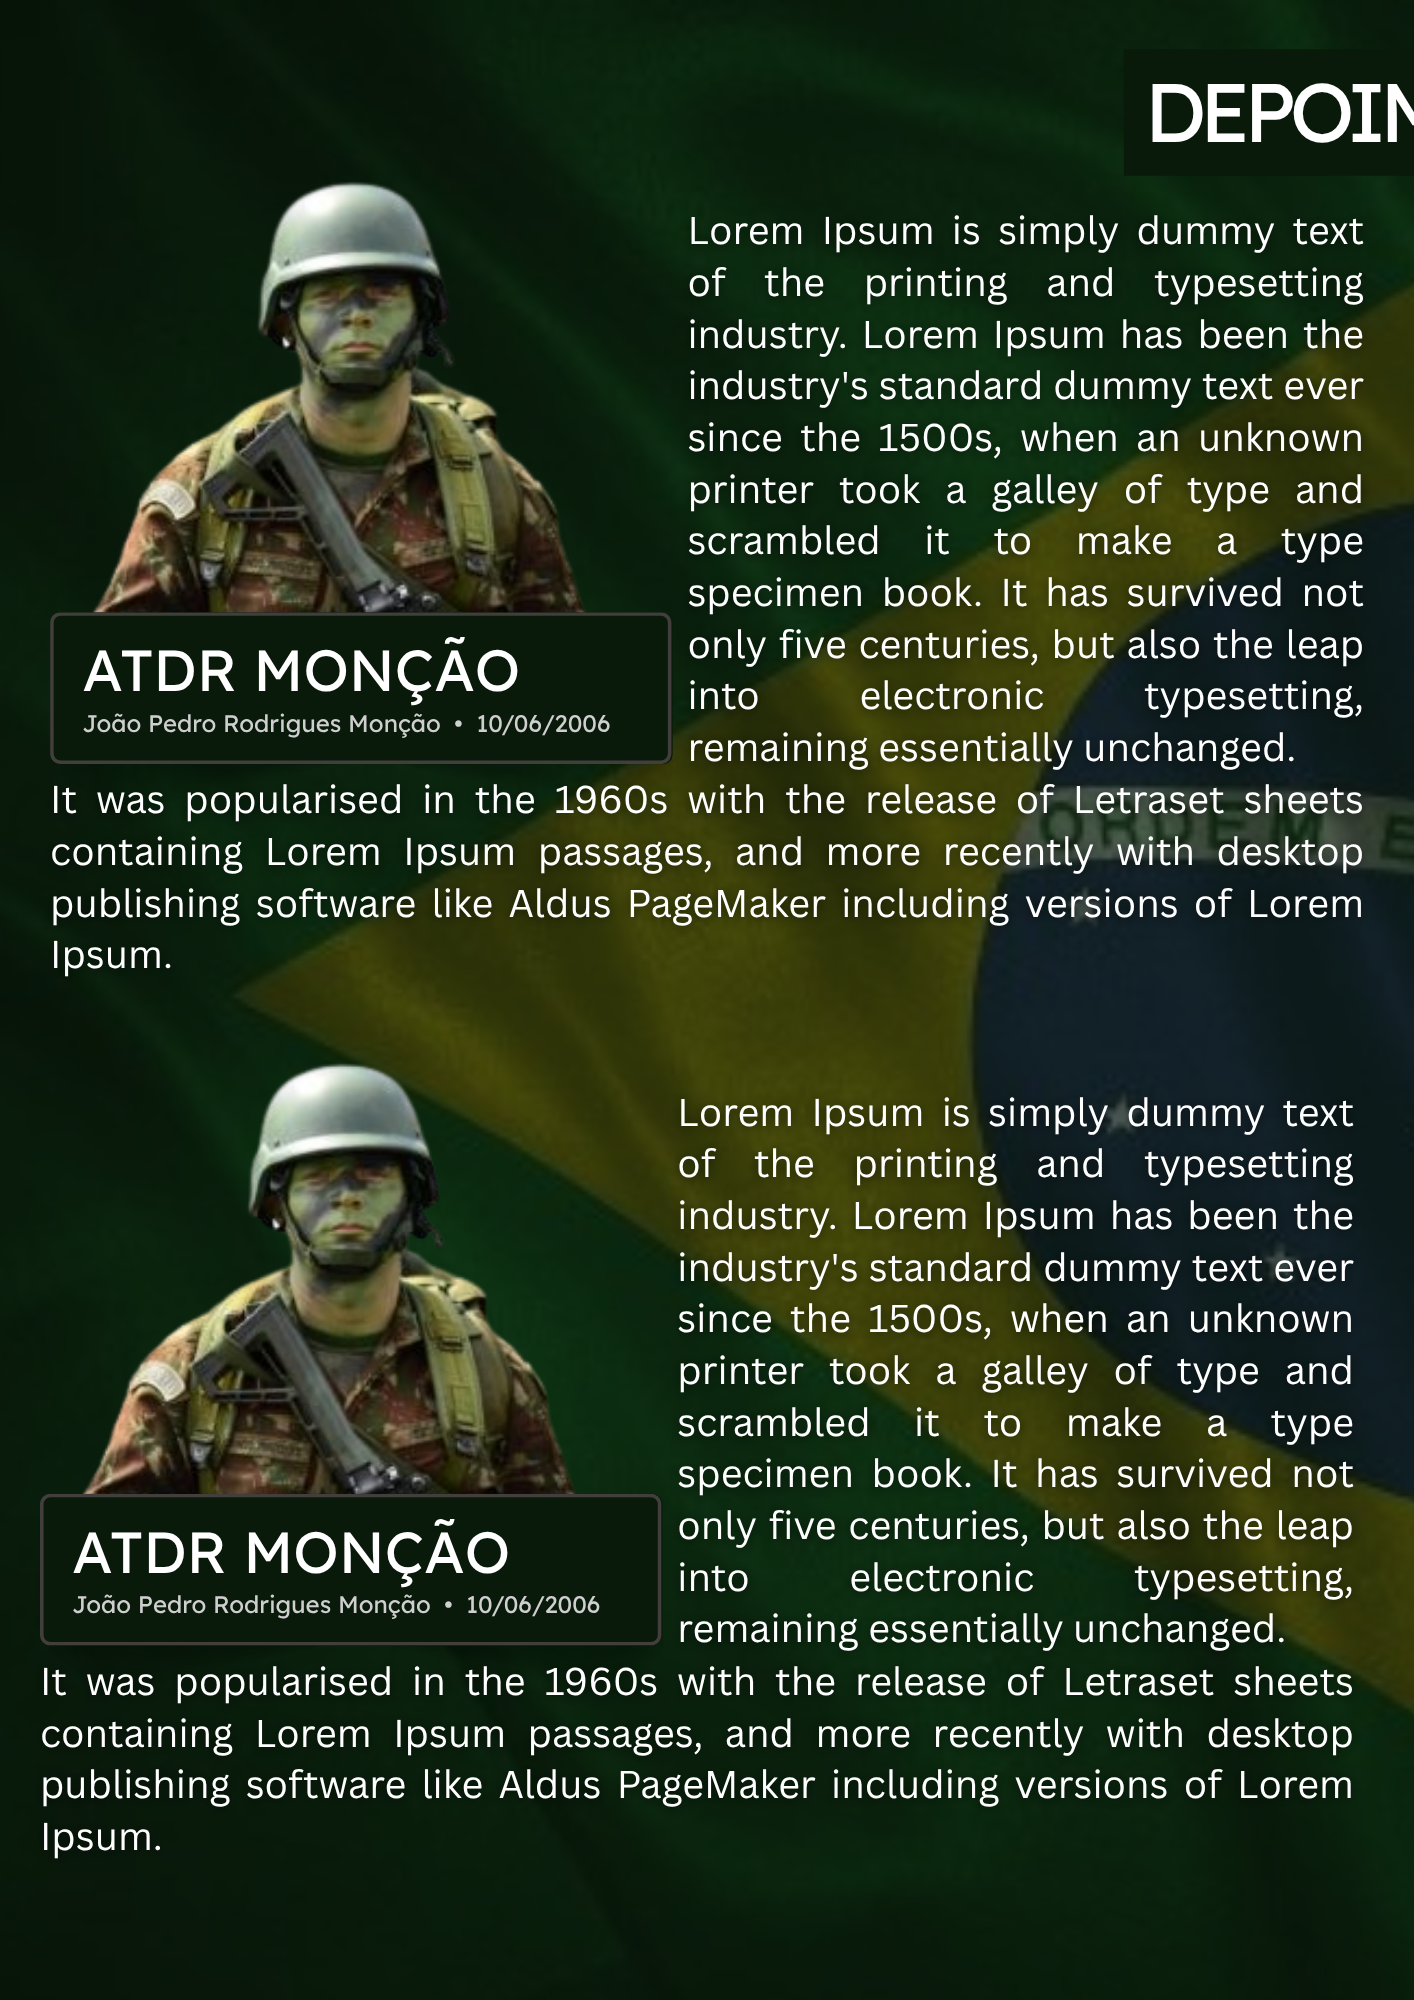 DEPOIN
Lorem Ipsum is simply dummy text
of the printing and typesetting
industry. Lorem Ipsum has been the
industry's standard dummy text ever
since the 1500s, when an unknown
printer took a galley of type and
scrambled it to make a type
specimen book. It has survived not
only five centuries, but also the leap
into electronic typesetting,
remaining essentially unchanged.
ATDR MONÇÃO
João Pedro Rodrigues Monção • 10/06/2006
It was popularised in the 1960s with the release of Letraset sheets
containing Lorem Ipsum passages, and more recently with desktop
publishing software like Aldus PageMaker including versions of Lorem
Ipsum.
ORDEM E
Lorem Ipsum is simply dummy text
of the printing and typesetting
industry. Lorem Ipsum has been the
industry's standard dummy text ever
since the 1500s, when an unknown
printer took a galley of type and
scrambled it to make a type
specimen book. It has survived not
only five centuries, but also the leap
into electronic typesetting,
remaining essentially unchanged.
ATDR MONÇÃO
João Pedro Rodrigues Monção • 10/06/2006
It was popularised in the 1960s with the release of Letraset sheets
containing Lorem Ipsum passages, and more recently with desktop
publishing software like Aldus PageMaker including versions of Lorem
Ipsum.